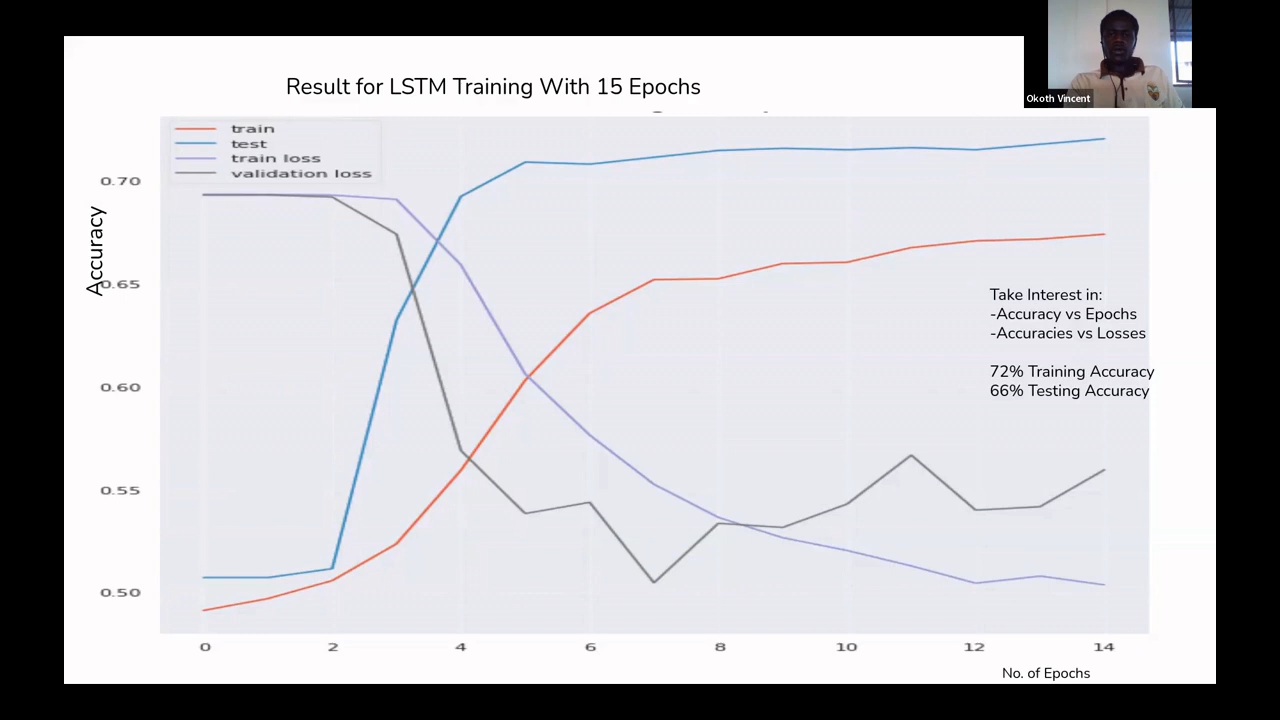 Result for LSTM Training With 15 Epochs
Okoth Vincent
train
test
train loss
validation loss
0.70
0.65
0.60
0.55
0.50
Accuracy
Take Interest in:
-Accuracy vs Epochs
-Accuracies vs Losses
72% Training Accuracy
66% Testing Accuracy
0 2 4 6 8 10 12 14
No. of Epochs